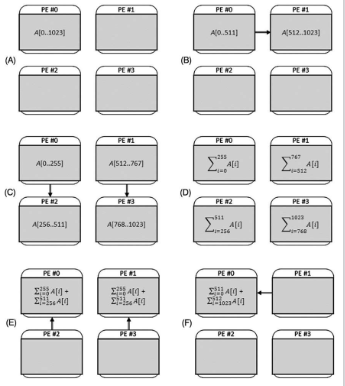 PE #0
PE #1
A[0..1023]
(A)
PE #2
PE #3
PE #0
PE #1
A[0..511]
A[512..1023]
(B)
PE #2
PE #3
PE #0
PE #1
A[0..255]
A[512..767]
(C)
PE #2
PE #3
A[256..511]
A[768..1023]
PE #0
PE #1
∑_{i=0}^{255} A[i]
∑_{i=512}^{767} A[i]
(D)
PE #2
PE #3
∑_{i=256}^{511} A[i]
∑_{i=768}^{1023} A[i]
PE #0
PE #1
∑_{i=0}^{255} A[i] +
∑_{i=256}^{511} A[i]
∑_{i=0}^{255} A[i] +
∑_{i=256}^{511} A[i]
(E)
PE #2
PE #3
PE #0
PE #1
∑_{i=0}^{511} A[i] +
∑_{i=1023}^{512} A[i]
(F)
PE #2
PE #3